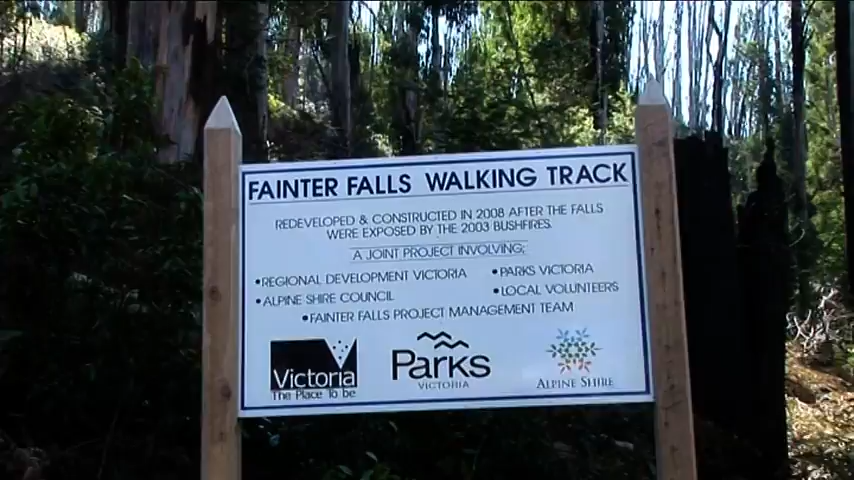 FAINTER FALLS WALKING TRACK
REDEVELOPED & CONSTRUCTED IN 2008 AFTER THE FALLS
WERE EXPOSED BY THE 2003 BUSHFIRES.
A JOINT PROJECT INVOLVING;
•REGIONAL DEVELOPMENT VICTORIA •PARKS VICTORIA
•ALPINE SHIRE COUNCIL •LOCAL VOLUNTEERS
•FAINTER FALLS PROJECT MANAGEMENT TEAM
Victoria
The Place To be
Parks
VICTORIA
ALPINE SHIRE